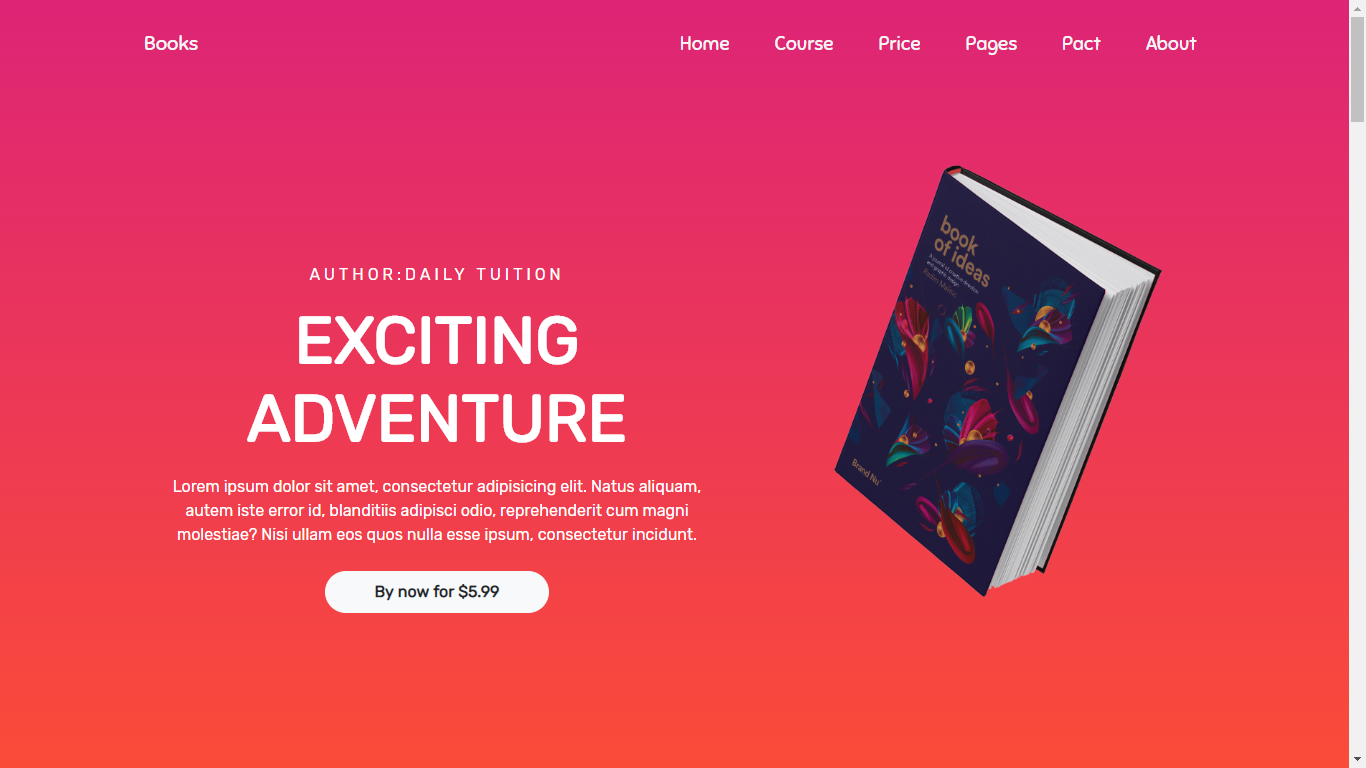 Books
Home Course Price Pages Pact About
AUTHOR:DAILY TUITION
EXCITING
ADVENTURE
Lorem ipsum dolor sit amet, consectetur adipisicing elit. Natus aliquam,
autem iste error id, blanditiis adipisci odio, reprehenderit cum magni
molestiae? Nisi ullam eos quos nulla esse ipsum, consectetur incidunt.
By now for $5.99
book
of ideas
Radim Malinic
Brand Nu